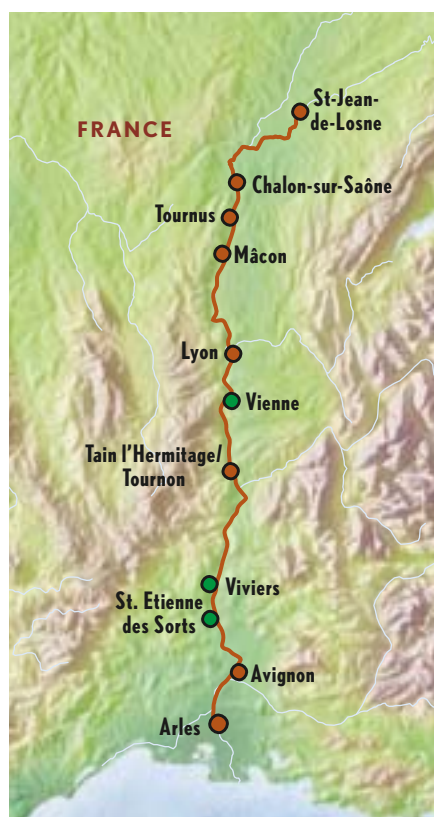 St-Jean-
de-Losne
FRANCE
Chalon-sur-Saône
Tournus
Mâcon
Lyon
Vienne
Tain l'Hermitage/
Tournon
Viviers
St. Etienne
des Sorts
Avignon
Arles